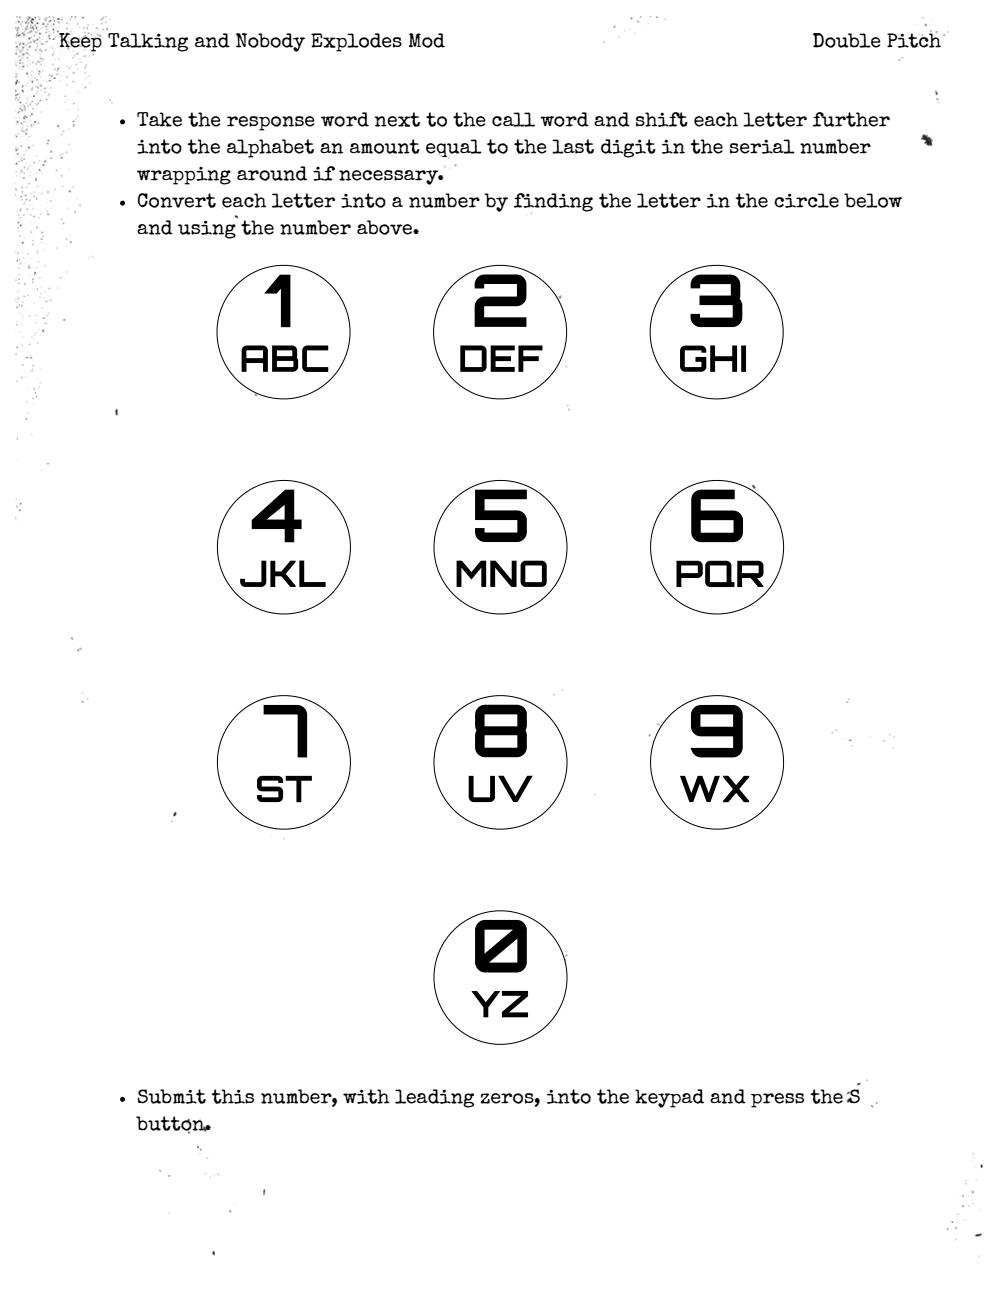 Keep Talking and Nobody Explodes Mod Double Pitch
• Take the response word next to the call word and shift each letter further
into the alphabet an amount equal to the last digit in the serial number
wrapping around if necessary.
• Convert each letter into a number by finding the letter in the circle below
and using the number above.
1 2 3
ABC DEF GHI
4 5 6
JKL MNO PQR
7 8 9
ST UV WX
0
YZ
• Submit this number, with leading zeros, into the keypad and press the S
button.